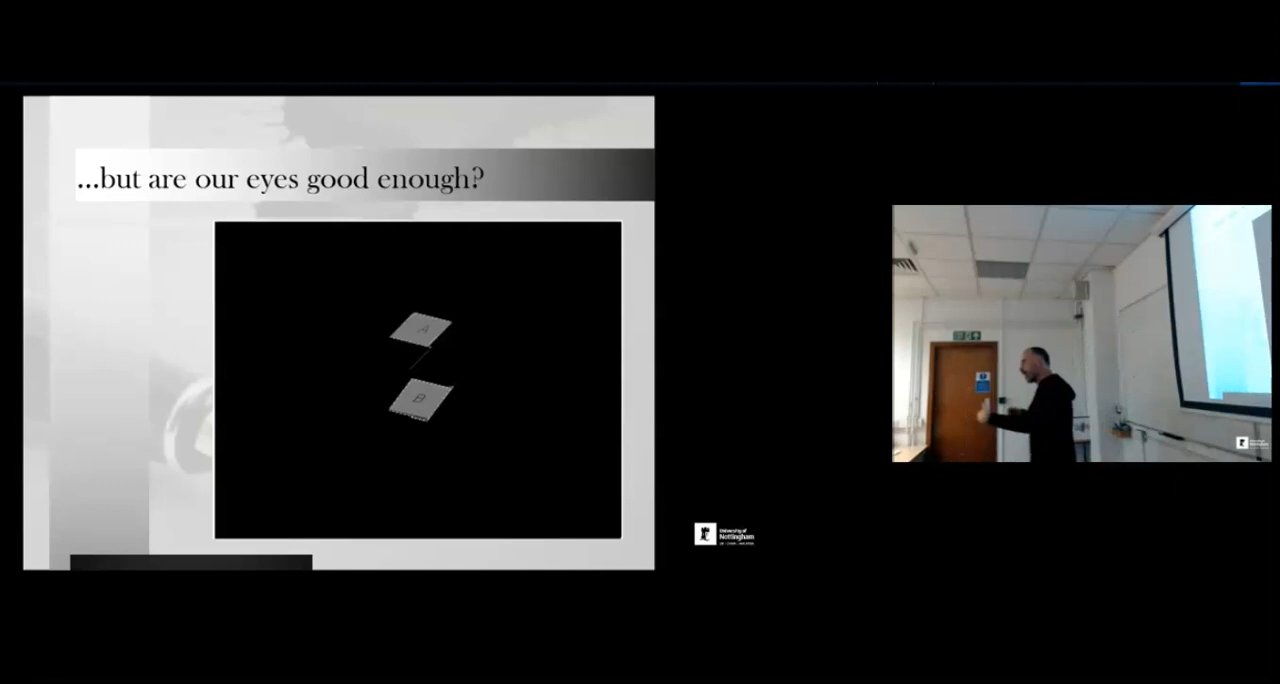 ...but are our eyes good enough?
A
B
University of
Nottingham